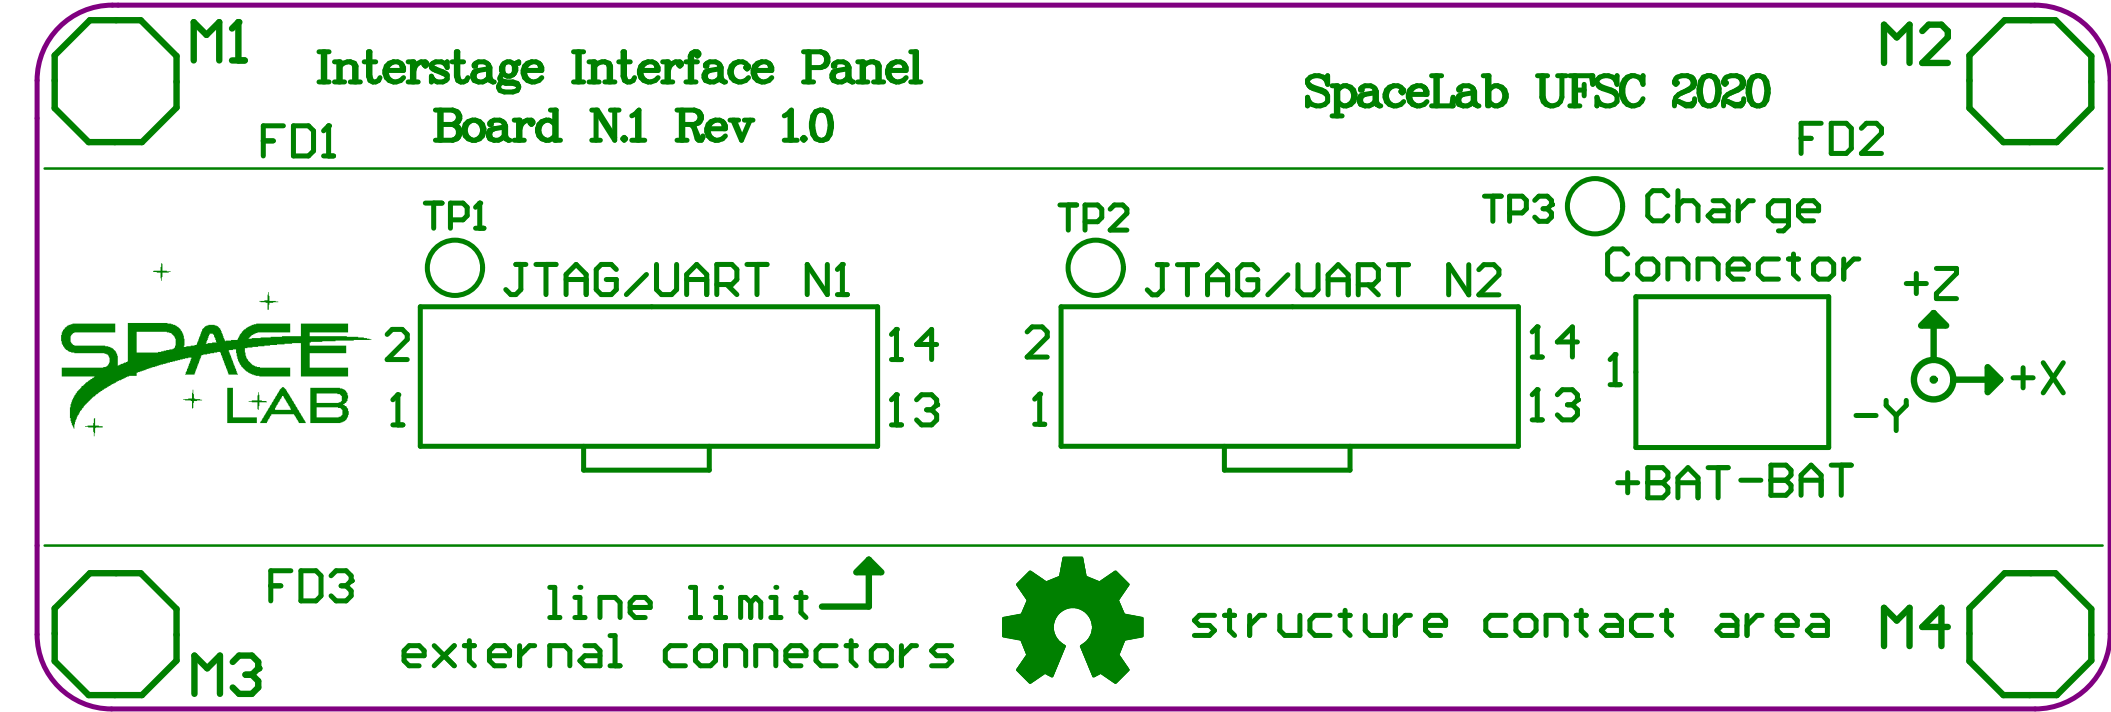 M1
Interstage Interface Panel
Board N.1 Rev 1.0
SpaceLab UFSC 2020
M2
FD1
FD2
TP1
TP2
TP3
Charge
Connector
JTAG/UART N1
JTAG/UART N2
+Z
SPACE
LAB
2
14
1
13
2
14
1
13
1
+X
-Y
+BAT-BAT
FD3
line limit
external connectors
structure contact area
M3
M4